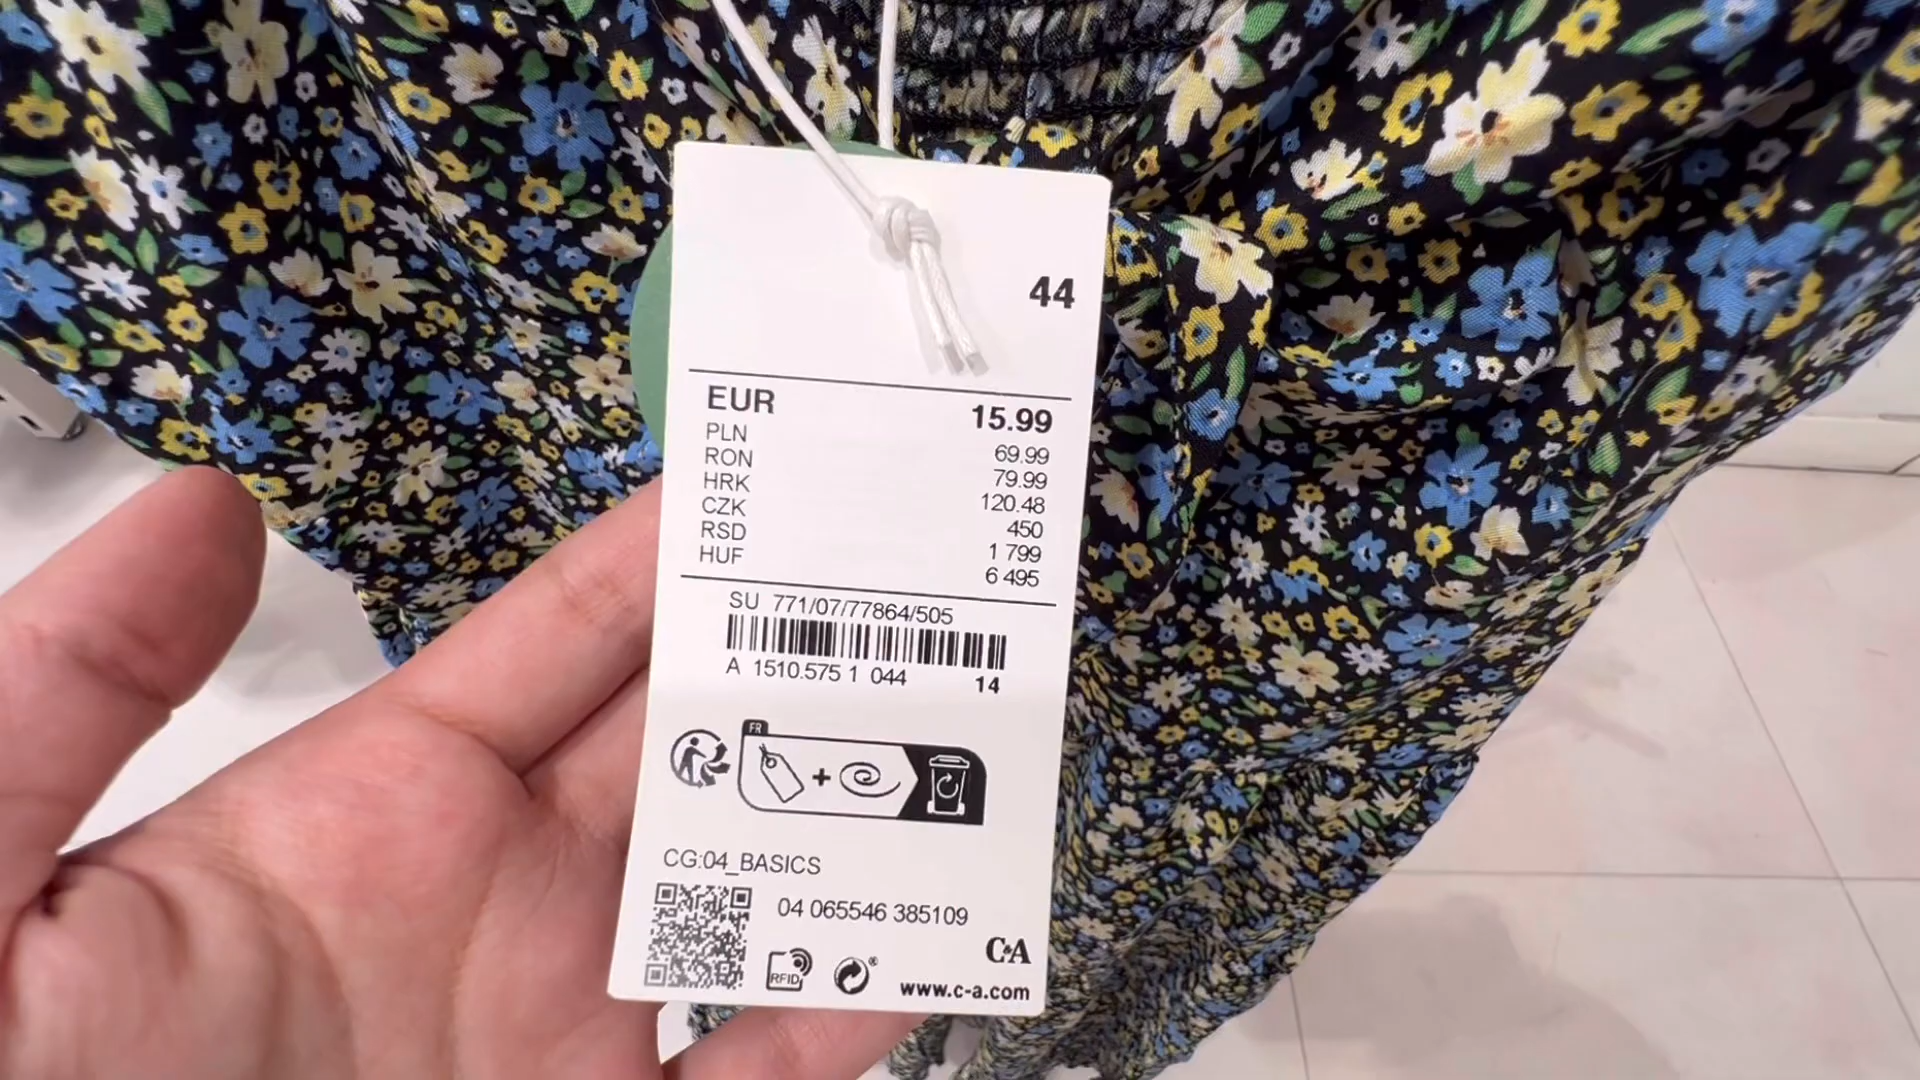 44
EUR 15.99
PLN 69.99
RON 79.99
HRK 120.48
CZK 450
RSD 1 799
HUF 6 495
SU 771/07/77864/505
A 1510.575 1 044 14
FR
CG:04_BASICS
04 065546 385109
C&A
RFID
www.c-a.com